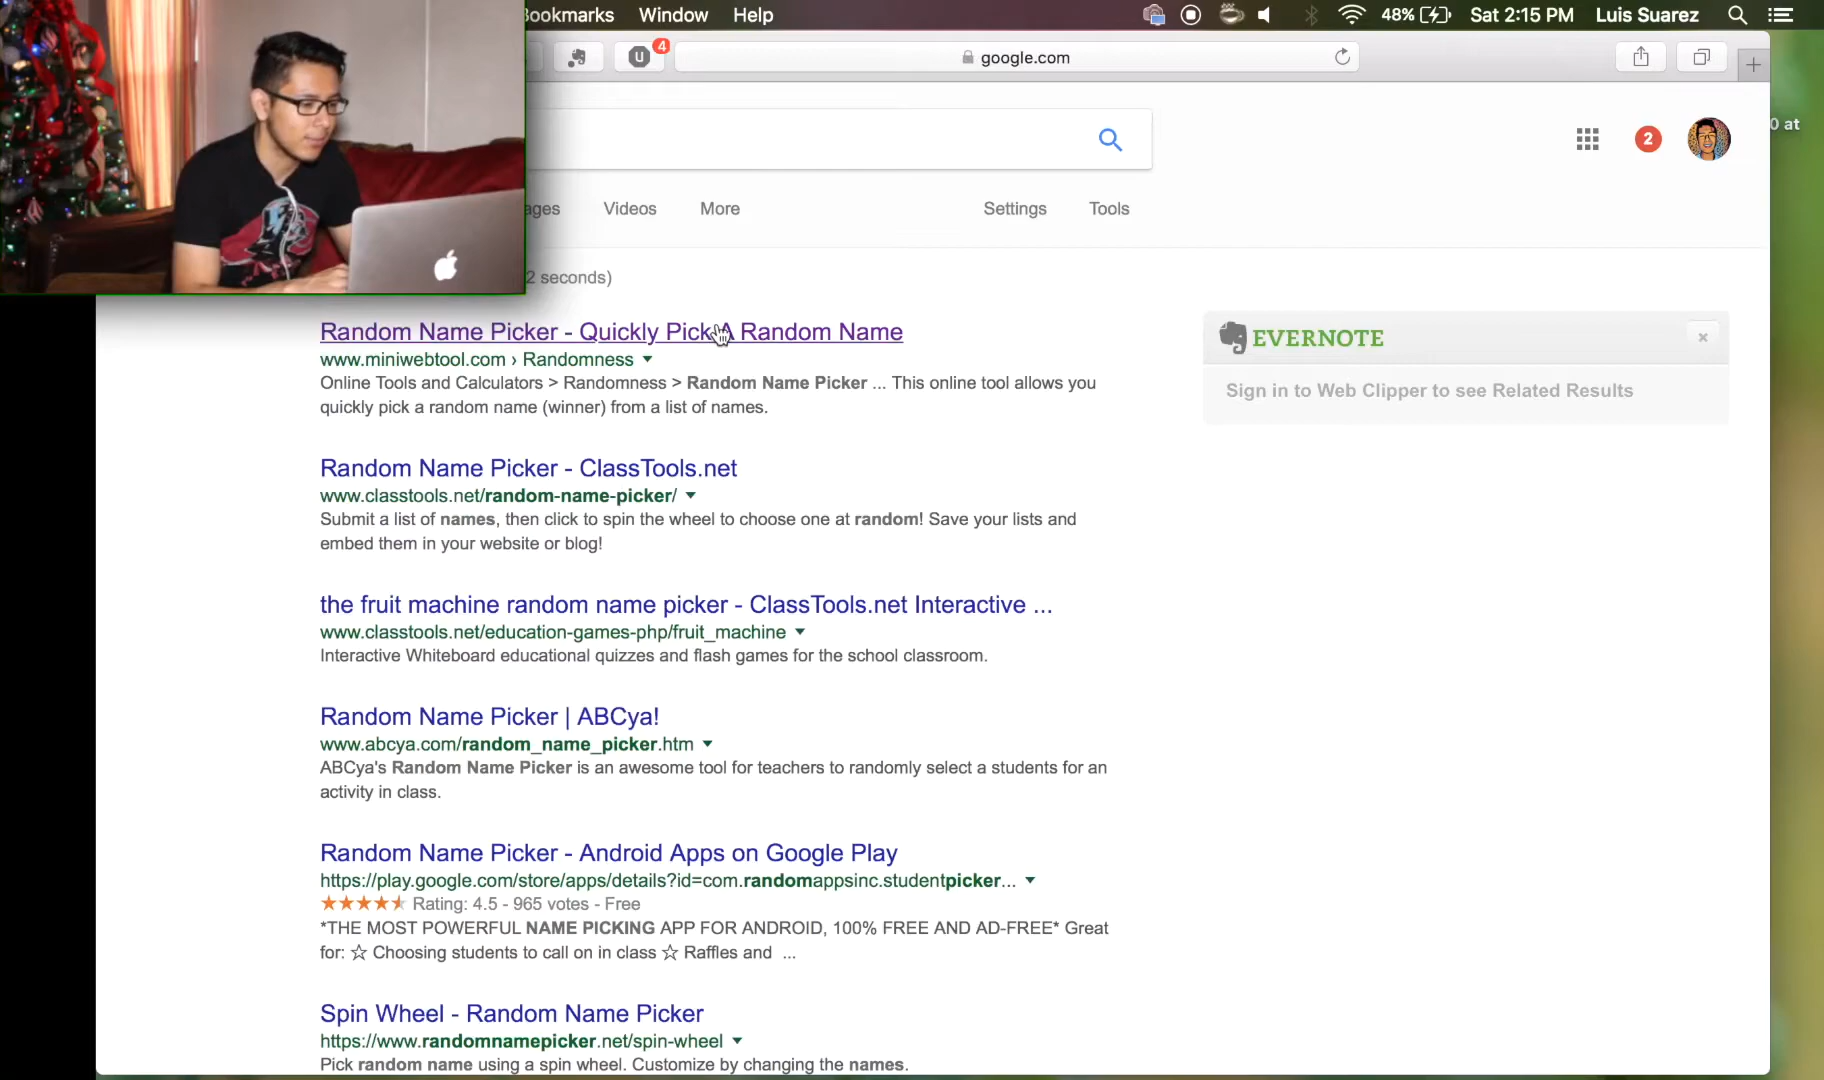 Bookmarks Window Help 48% Sat 2:15 PM Luis Suarez
4 google.com
2
0 at
ages Videos More Settings Tools
2 seconds)
Random Name Picker - Quickly Pick A Random Name
www.miniwebtool.com › Randomness
Online Tools and Calculators > Randomness > Random Name Picker ... This online tool allows you
quickly pick a random name (winner) from a list of names.
EVERNOTE
Sign in to Web Clipper to see Related Results
Random Name Picker - ClassTools.net
www.classtools.net/random-name-picker/
Submit a list of names, then click to spin the wheel to choose one at random! Save your lists and
embed them in your website or blog!
the fruit machine random name picker - ClassTools.net Interactive ...
www.classtools.net/education-games-php/fruit_machine
Interactive Whiteboard educational quizzes and flash games for the school classroom.
Random Name Picker | ABCya!
www.abcya.com/random_name_picker.htm
ABCya's Random Name Picker is an awesome tool for teachers to randomly select a students for an
activity in class.
Random Name Picker - Android Apps on Google Play
https://play.google.com/store/apps/details?id=com.randomappsinc.studentpicker...
Rating: 4.5 - 965 votes - Free
*THE MOST POWERFUL NAME PICKING APP FOR ANDROID, 100% FREE AND AD-FREE* Great
for: ☆ Choosing students to call on in class ☆ Raffles and ...
Spin Wheel - Random Name Picker
https://www.randomnamepicker.net/spin-wheel
Pick random name using a spin wheel. Customize by changing the names.